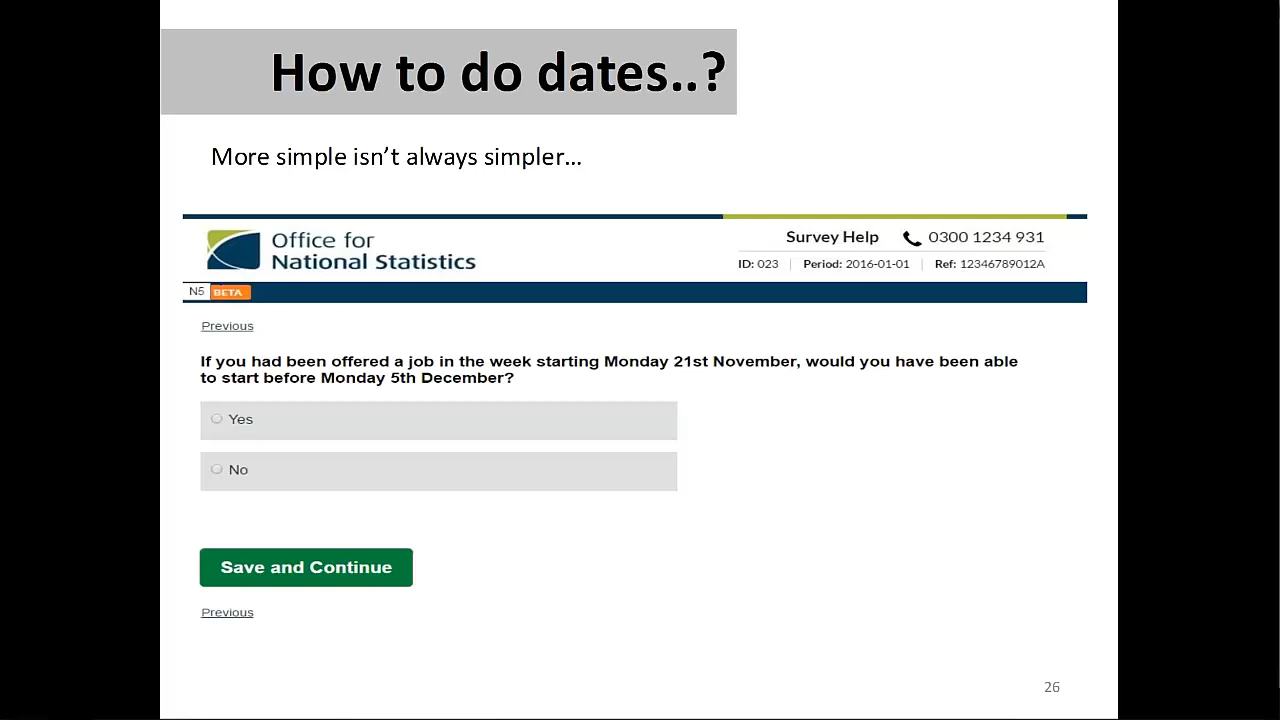 How to do dates..?
More simple isn't always simpler…
Office for
National Statistics
Survey Help 0300 1234 931
ID: 023 | Period: 2016-01-01 | Ref: 12346789012A
N5 BETA
Previous
If you had been offered a job in the week starting Monday 21st November, would you have been able
to start before Monday 5th December?
Yes
No
Save and Continue
Previous
26